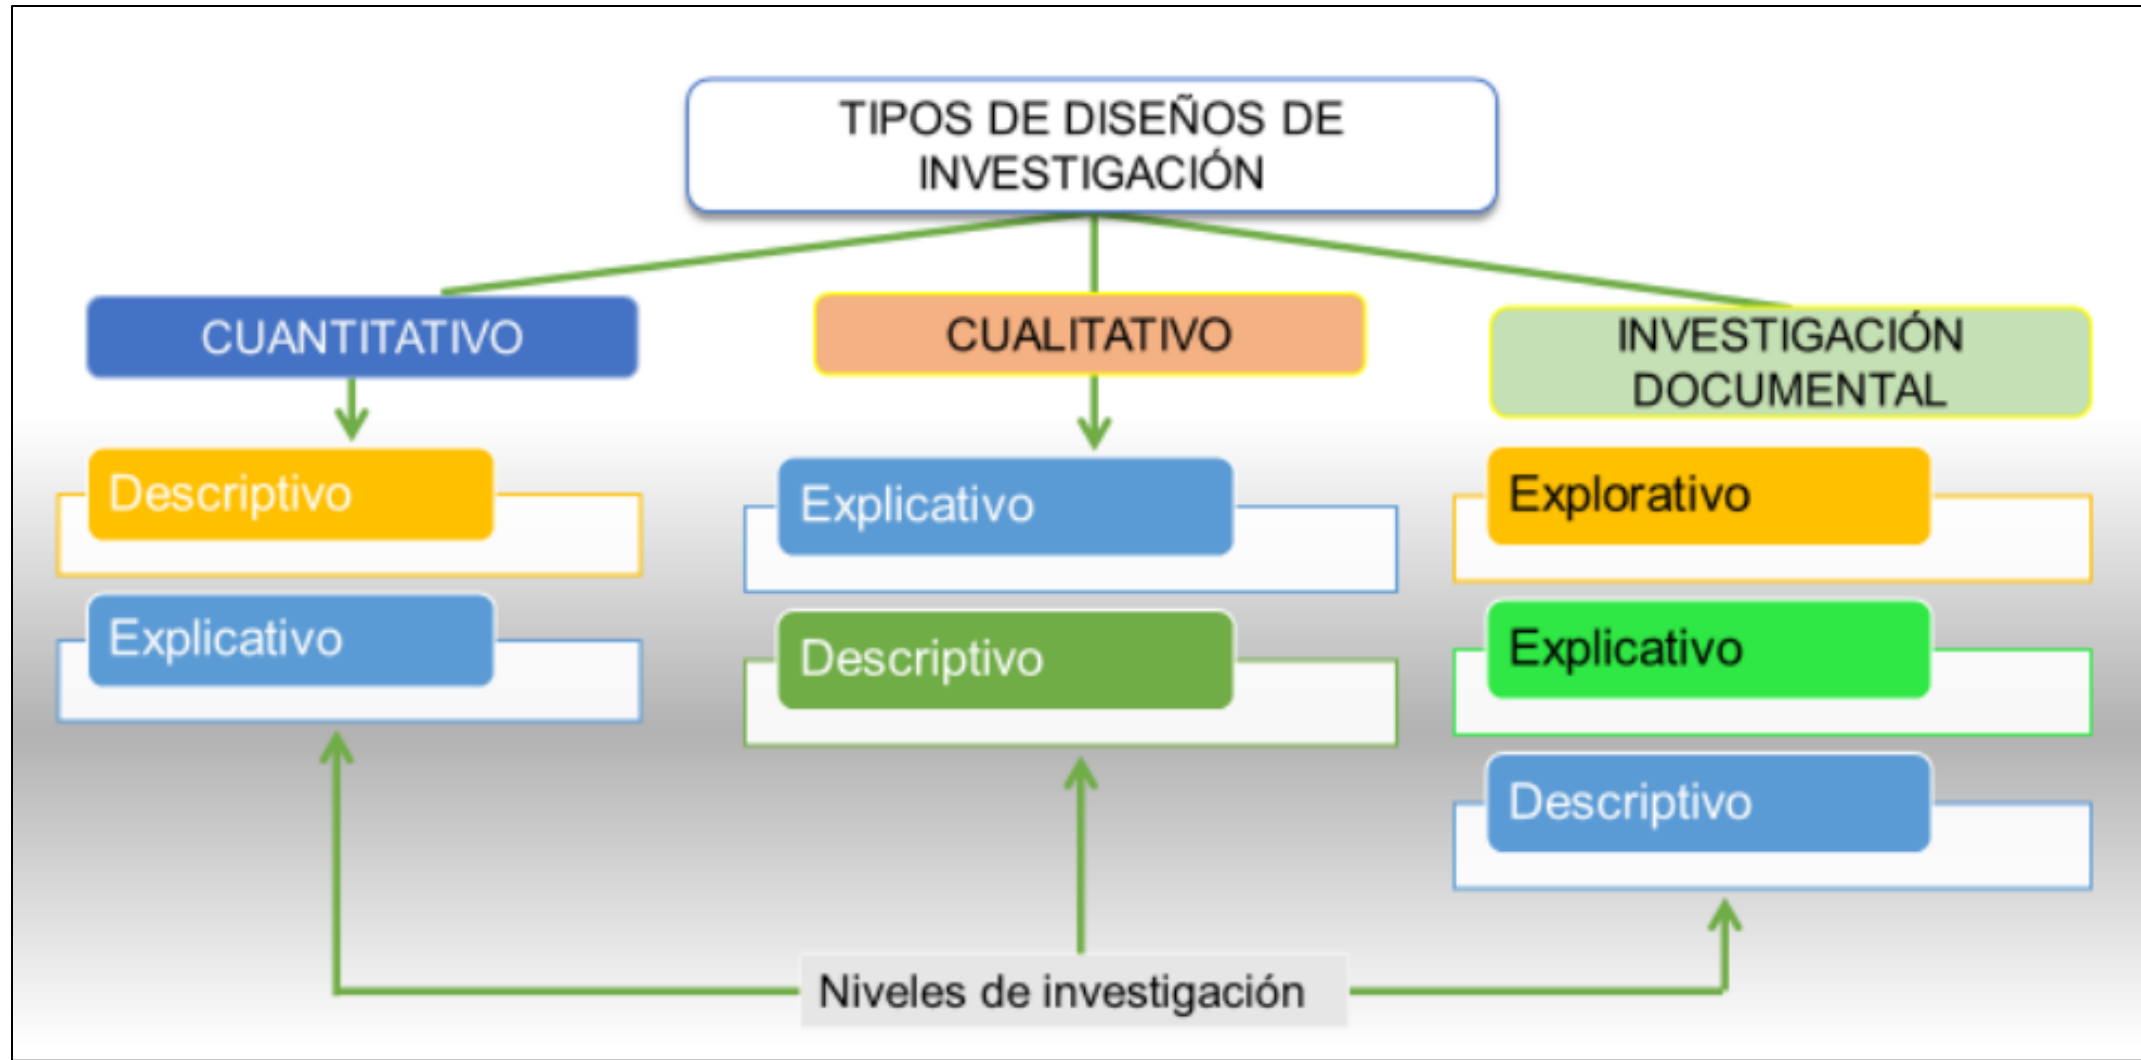 TIPOS DE DISEÑOS DE
INVESTIGACIÓN
CUANTITATIVO
Descriptivo
Explicativo
CUALITATIVO
Explicativo
Descriptivo
INVESTIGACIÓN
DOCUMENTAL
Explorativo
Explicativo
Descriptivo
Niveles de investigación